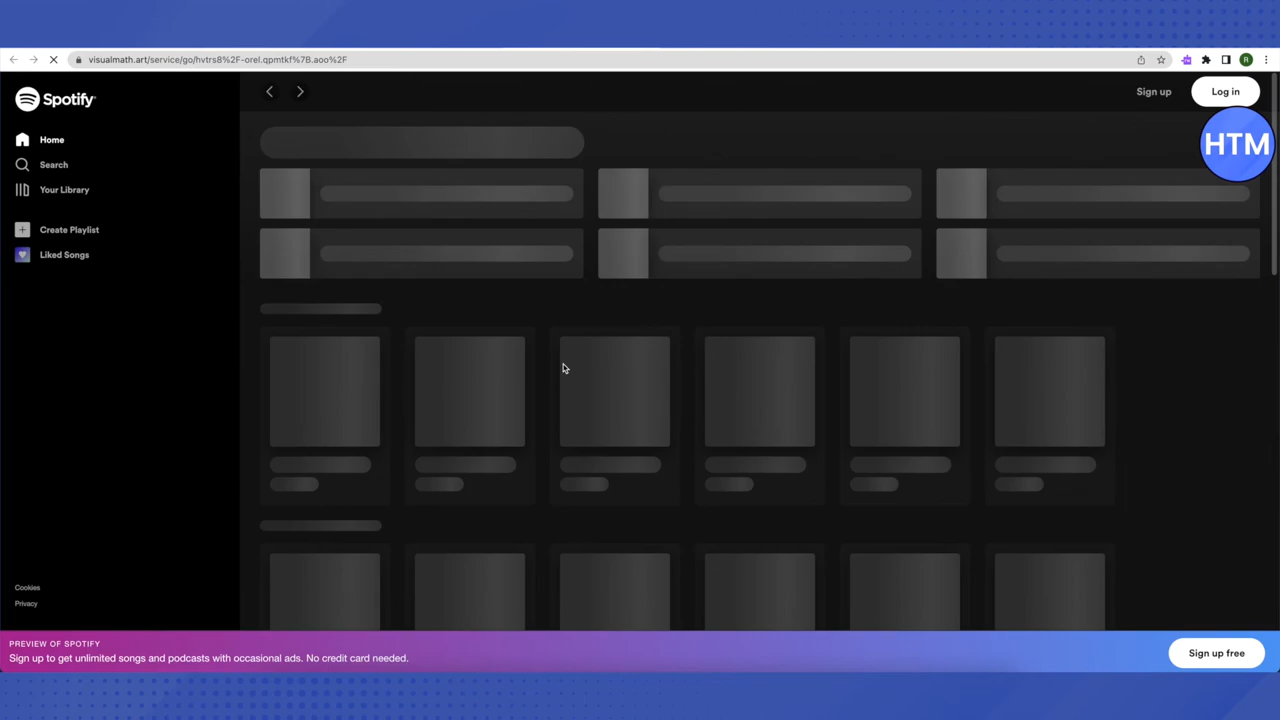 visualmath.art/service/go/hvtrs8%2F-orel.qpmtkf%7B.aoo%2F
R
Spotify
Sign up
Log in
HTM
Home
Search
Your Library
Create Playlist
Liked Songs
Cookies
Privacy
PREVIEW OF SPOTIFY
Sign up to get unlimited songs and podcasts with occasional ads. No credit card needed.
Sign up free